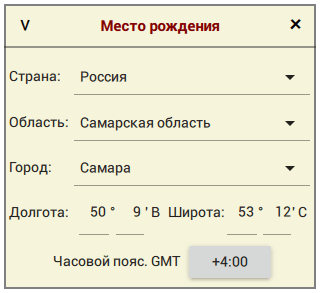 V Место рождения ×
Страна: Россия
Область: Самарская область
Город: Самара
Долгота: 50 ° 9 ' В Широта: 53 ° 12' С
Часовой пояс. GMT +4:00